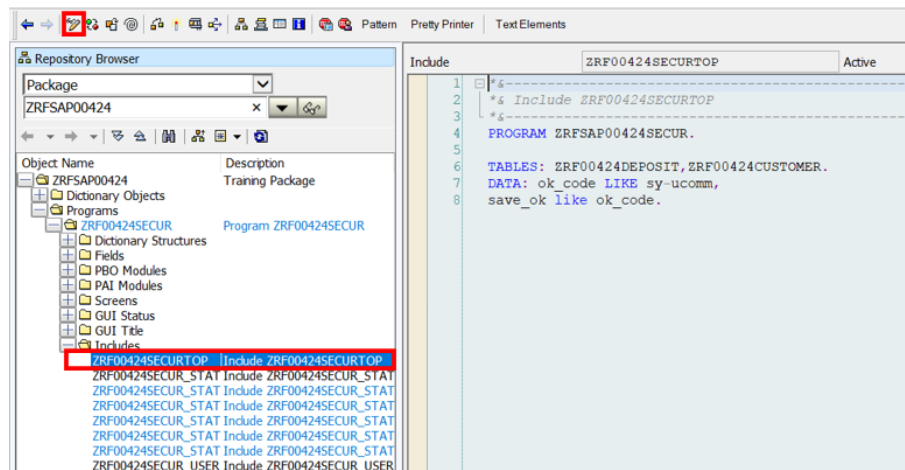 Pattern Pretty Printer Text Elements
Repository Browser
Package
ZRFSAP00424
Object Name Description
ZRFSAP00424 Training Package
Dictionary Objects
Programs
ZRF00424SECUR Program ZRF00424SECUR
Dictionary Structures
Fields
PBO Modules
PAI Modules
Screens
GUI Status
GUI Title
Includes
ZRF00424SECURTOP Include ZRF00424SECURTOP
ZRF00424SECUR_STAT Include ZRF00424SECUR_STAT
ZRF00424SECUR_STAT Include ZRF00424SECUR_STAT
ZRF00424SECUR_STAT Include ZRF00424SECUR_STAT
ZRF00424SECUR_STAT Include ZRF00424SECUR_STAT
ZRF00424SECUR_STAT Include ZRF00424SECUR_STAT
ZRF00424SECUR_STAT Include ZRF00424SECUR_STAT
ZRF00424SECUR_USER Include ZRF00424SECUR_USER
Include ZRF00424SECURTOP Active
1 *&---------------------------------------------------
2 *& Include ZRF00424SECURTOP
3 *&---------------------------------------------------
4 PROGRAM ZRFSAP00424SECUR.
5
6 TABLES: ZRF00424DEPOSIT,ZRF00424CUSTOMER.
7 DATA: ok_code LIKE sy-ucomm,
8 save_ok like ok_code.